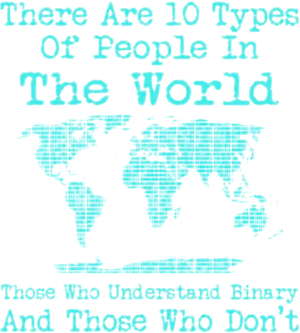 There Are 10 Types
Of People In
The World
Those Who Understand Binary
And Those Who Don't